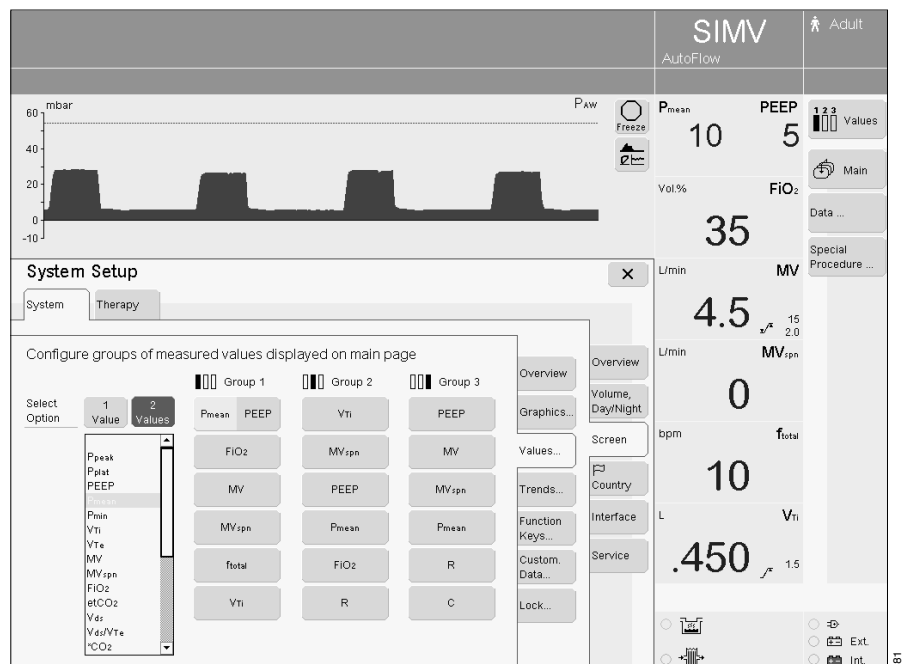 SIMV
AutoFlow
Adult
mbar
PAW
60
40
20
0
-10
Freeze
Pmean PEEP
10 5
Vol.% FiO2
35
L/min MV
4.5 15
2.0
L/min MVspn
0
bpm ftotal
10
L VTi
.450 1.5
1 2 3
Values
Main
Data ...
Special
Procedure ...
System Setup
System
Therapy
Configure groups of measured values displayed on main page
Group 1 Group 2 Group 3
Select
Option
1
Value
2
Values
Ppeak
Pplat
PEEP
Pmean
Pmin
VTi
VTe
MV
MVspn
FiO2
etCO2
Vds
Vds/VTe
*CO2
Pmean PEEP VTi PEEP
FiO2 MVspn MV
MV PEEP MVspn
MVspn Pmean Pmean
ftotal FiO2 R
VTi R C
Overview
Graphics...
Values...
Trends...
Function
Keys...
Custom.
Data...
Lock...
Overview
Volume,
Day/Night
Screen
Country
Interface
Service
Ext.
Int.
81